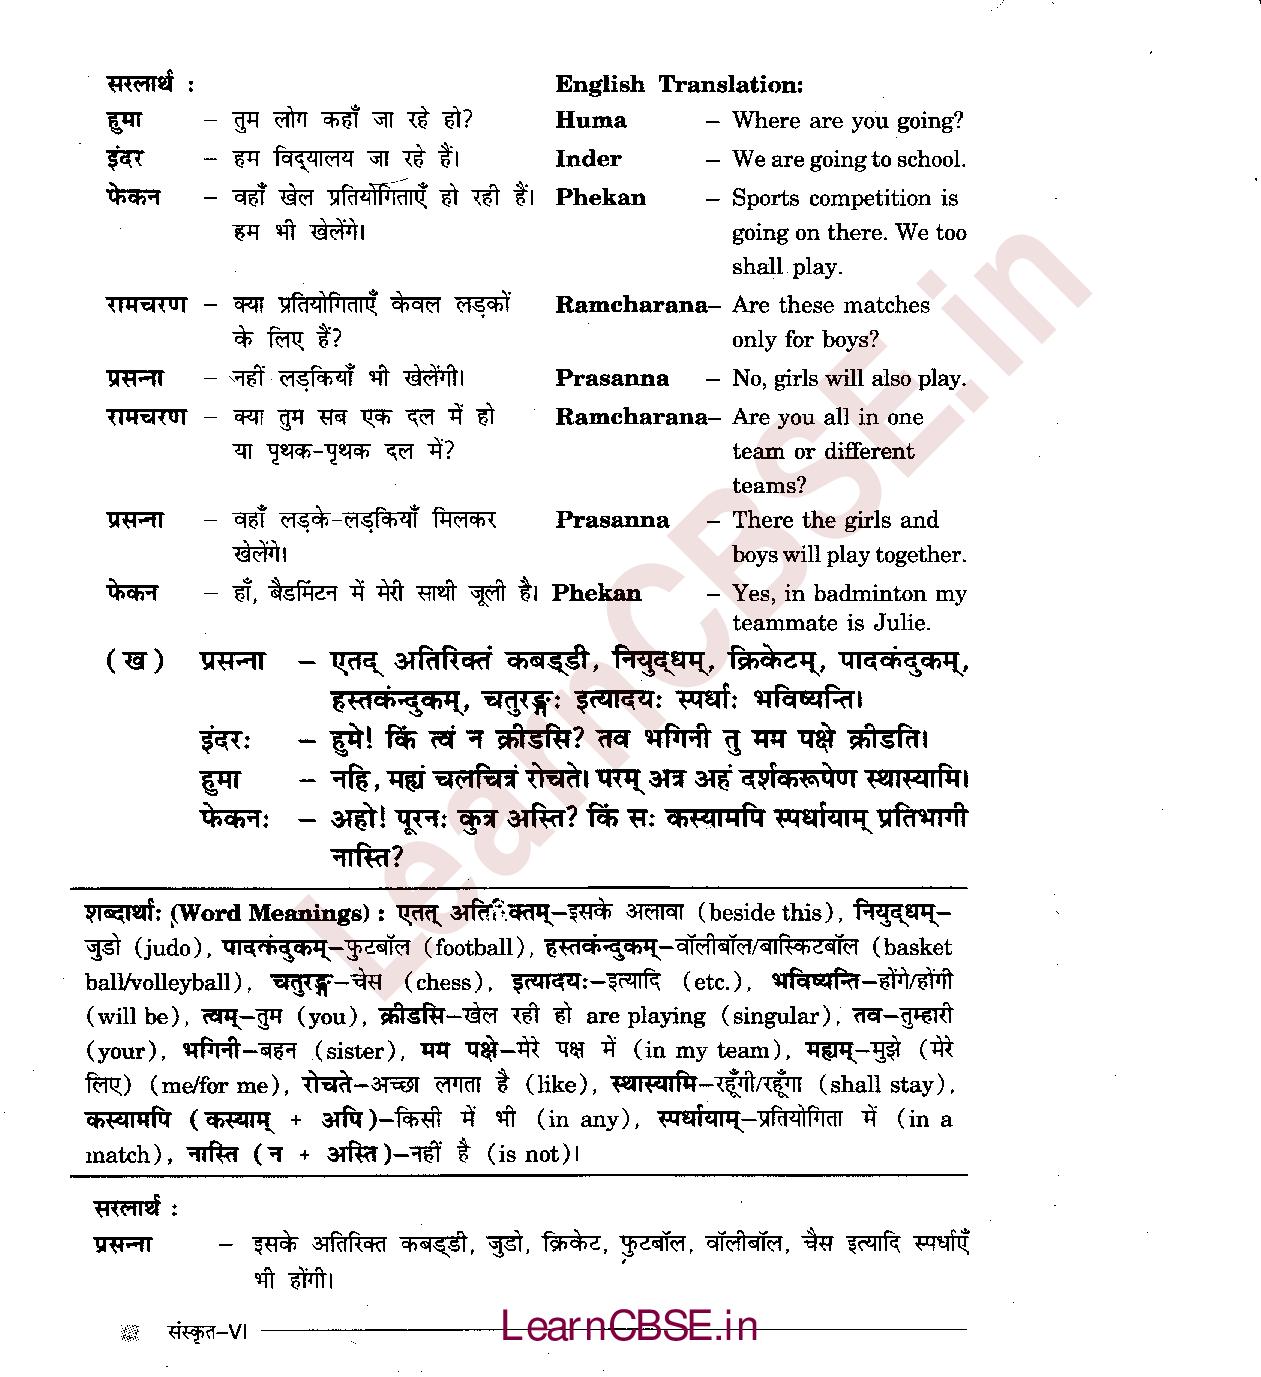 सरलार्थ : English Translation:
हुमा – तुम लोग कहाँ जा रहे हो? Huma – Where are you going?
इंदर – हम विद्यालय जा रहे हैं। Inder – We are going to school.
फेकन – वहाँ खेल प्रतियोगिताएँ हो रही हैं। Phekan – Sports competition is
हम भी खेलेंगे। going on there. We too
shall play.
रामचरण – क्या प्रतियोगिताएँ केवल लड़कों Ramcharana– Are these matches
के लिए हैं? only for boys?
प्रसन्ना – नहीं लड़कियाँ भी खेलेंगी। Prasanna – No, girls will also play.
रामचरण – क्या तुम सब एक दल में हो Ramcharana– Are you all in one
या पृथक-पृथक दल में? team or different
teams?
प्रसन्ना – वहाँ लड़के-लड़कियाँ मिलकर Prasanna – There the girls and
खेलेंगे। boys will play together.
फेकन – हाँ, बैडमिंटन में मेरी साथी जूली है। Phekan – Yes, in badminton my
teammate is Julie.
(ख) प्रसन्ना – एतद् अतिरिक्तं कबड्डी, नियुद्धम्, क्रिकेटम्, पादकंदुकम्,
हस्तकंन्दुकम्, चतुरङ्गः इत्यादयः स्पर्धाः भविष्यन्ति।
इंदरः – हुमे! किं त्वं न क्रीडसि? तव भगिनी तु मम पक्षे क्रीडति।
हुमा – नहि, मह्यं चलचित्रं रोचते। परम् अत्र अहं दर्शकरूपेण स्थास्यामि।
फेकनः – अहो! पूरनः कुत्र अस्ति? किं सः कस्यामपि स्पर्धायाम् प्रतिभागी
नास्ति?
शब्दार्थाः (Word Meanings) : एतत् अतिरिक्तम्–इसके अलावा (beside this), नियुद्धम्–
जुडो (judo), पादकंदुकम्–फुटबॉल (football), हस्तकंन्दुकम्–वॉलीबॉल/बास्किटबॉल (basket
ball/volleyball), चतुरङ्ग–चेस (chess), इत्यादयः–इत्यादि (etc.), भविष्यन्ति–होंगे/होंगी
(will be), त्वम्–तुम (you), क्रीडसि–खेल रही हो are playing (singular), तव–तुम्हारी
(your), भगिनी–बहन (sister), मम पक्षे–मेरे पक्ष में (in my team), मह्यम्–मुझे (मेरे
लिए) (me/for me), रोचते–अच्छा लगता है (like), स्थास्यामि–रहूँगी/रहूँगा (shall stay),
कस्यामपि (कस्याम् + अपि)–किसी में भी (in any), स्पर्धायाम्–प्रतियोगिता में (in a
match), नास्ति (न + अस्ति)–नहीं है (is not)।
सरलार्थ :
प्रसन्ना – इसके अतिरिक्त कबड्डी, जुडो, क्रिकेट, फुटबॉल, वॉलीबॉल, चैस इत्यादि स्पर्धाएँ
भी होंगी।
संस्कृत–VI LearnCBSE.in
LearnCBSE.in